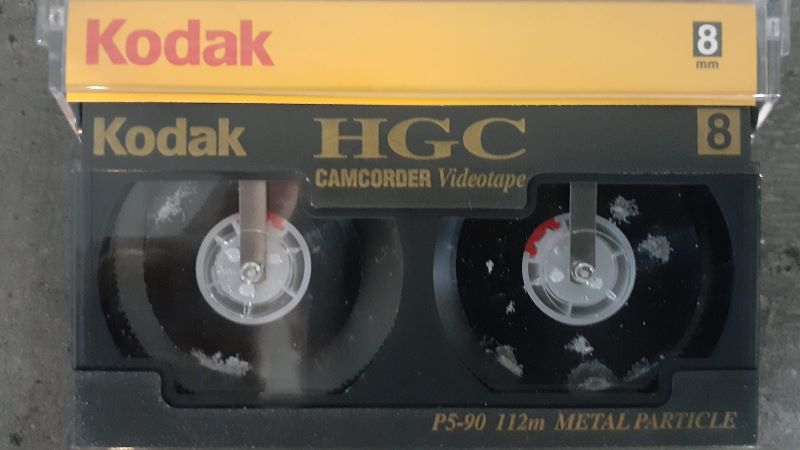 Kodak 8
mm
Kodak HGC 8
CAMCORDER Videotape
P5-90 112m METAL PARTICLE